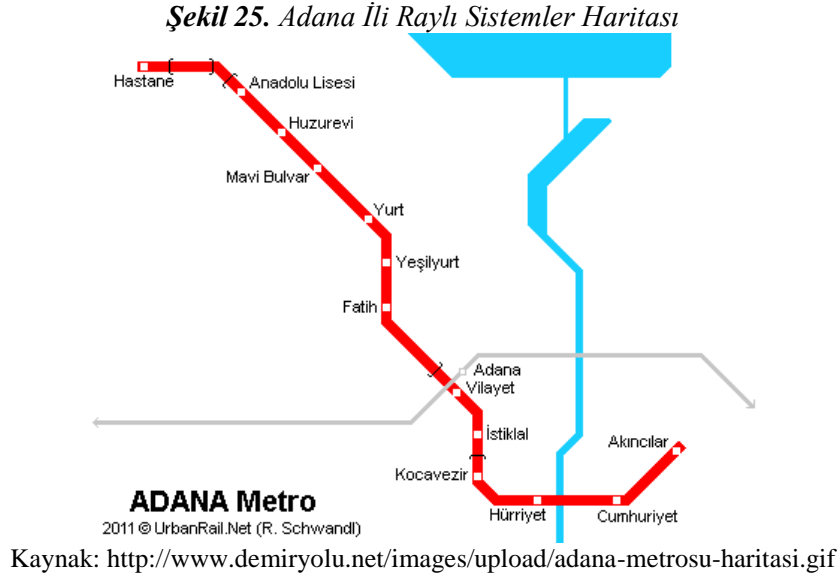 Şekil 25. Adana İli Raylı Sistemler Haritası
Hastane
Anadolu Lisesi
Huzurevi
Mavi Bulvar
Yurt
Yeşilyurt
Fatih
Adana
Vilayet
İstiklal
Akıncılar
Kocavezir
Hürriyet
Cumhuriyet
ADANA Metro
2011 © UrbanRail.Net (R. Schwandl)
Kaynak: http://www.demiryolu.net/images/upload/adana-metrosu-haritasi.gif